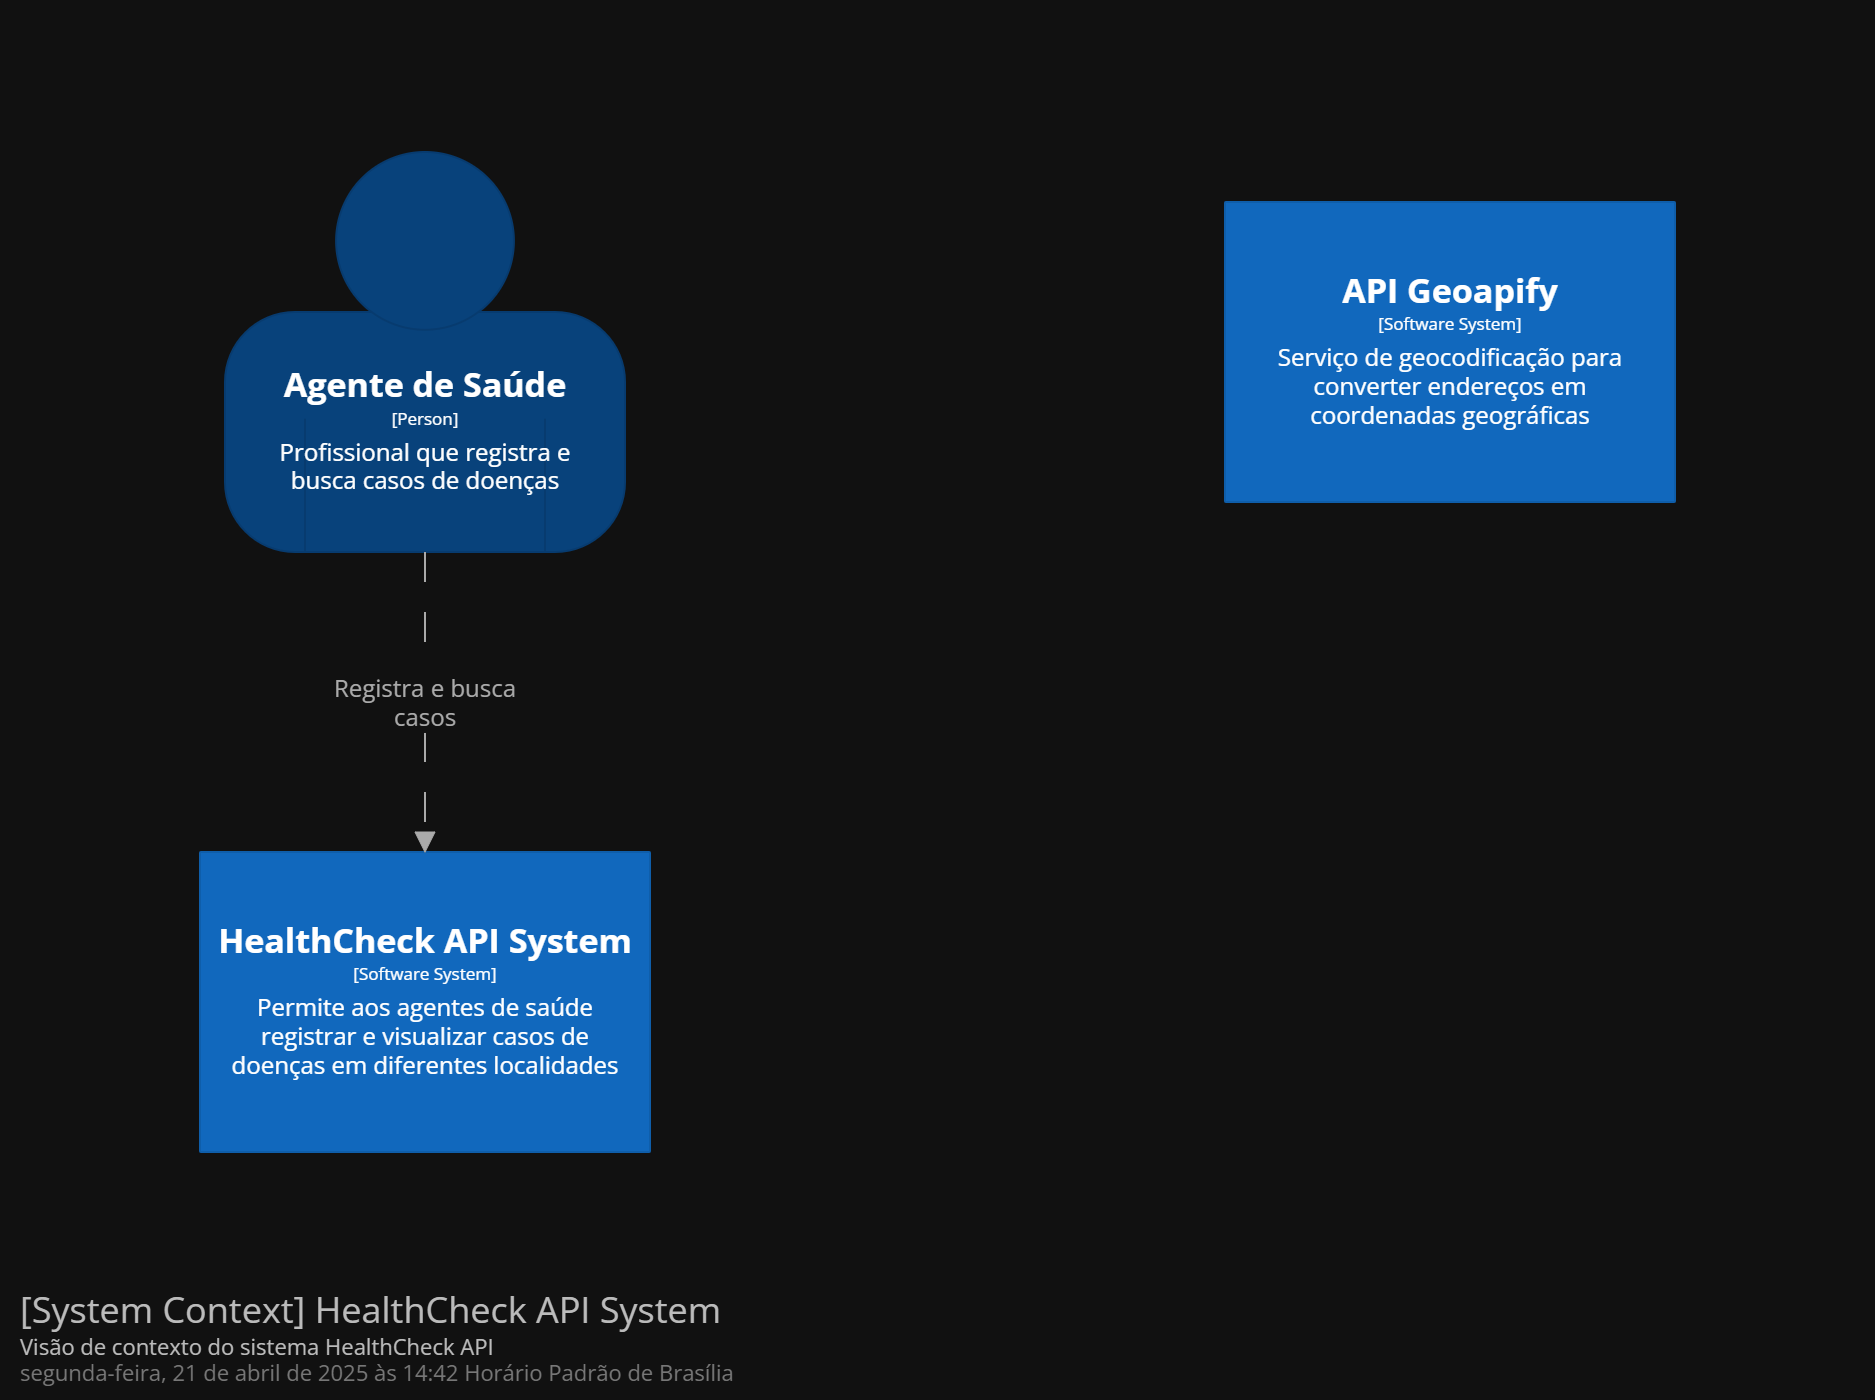 Agente de Saúde
[Person]
Profissional que registra e
busca casos de doenças
API Geoapify
[Software System]
Serviço de geocodificação para
converter endereços em
coordenadas geográficas
Registra e busca
casos
HealthCheck API System
[Software System]
Permite aos agentes de saúde
registrar e visualizar casos de
doenças em diferentes localidades
[System Context] HealthCheck API System
Visão de contexto do sistema HealthCheck API
segunda-feira, 21 de abril de 2025 às 14:42 Horário Padrão de Brasília